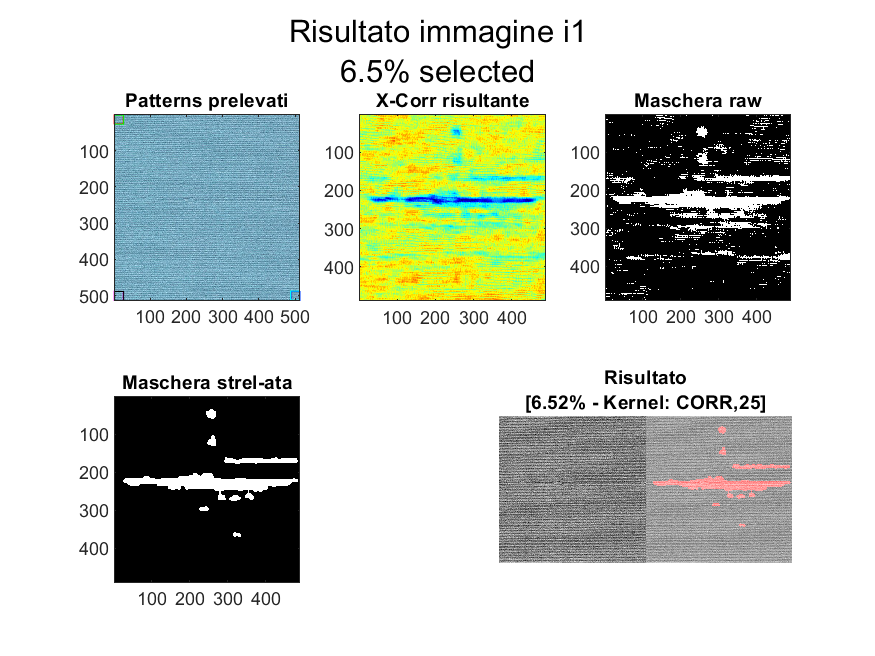 Risultato immagine i1
6.5% selected
Patterns prelevati
100
200
300
400
500
100 200 300 400 500
X-Corr risultante
100
200
300
400
100 200 300 400
Maschera raw
100
200
300
400
100 200 300 400
Maschera strel-ata
100
200
300
400
100 200 300 400
Risultato
[6.52% - Kernel: CORR,25]